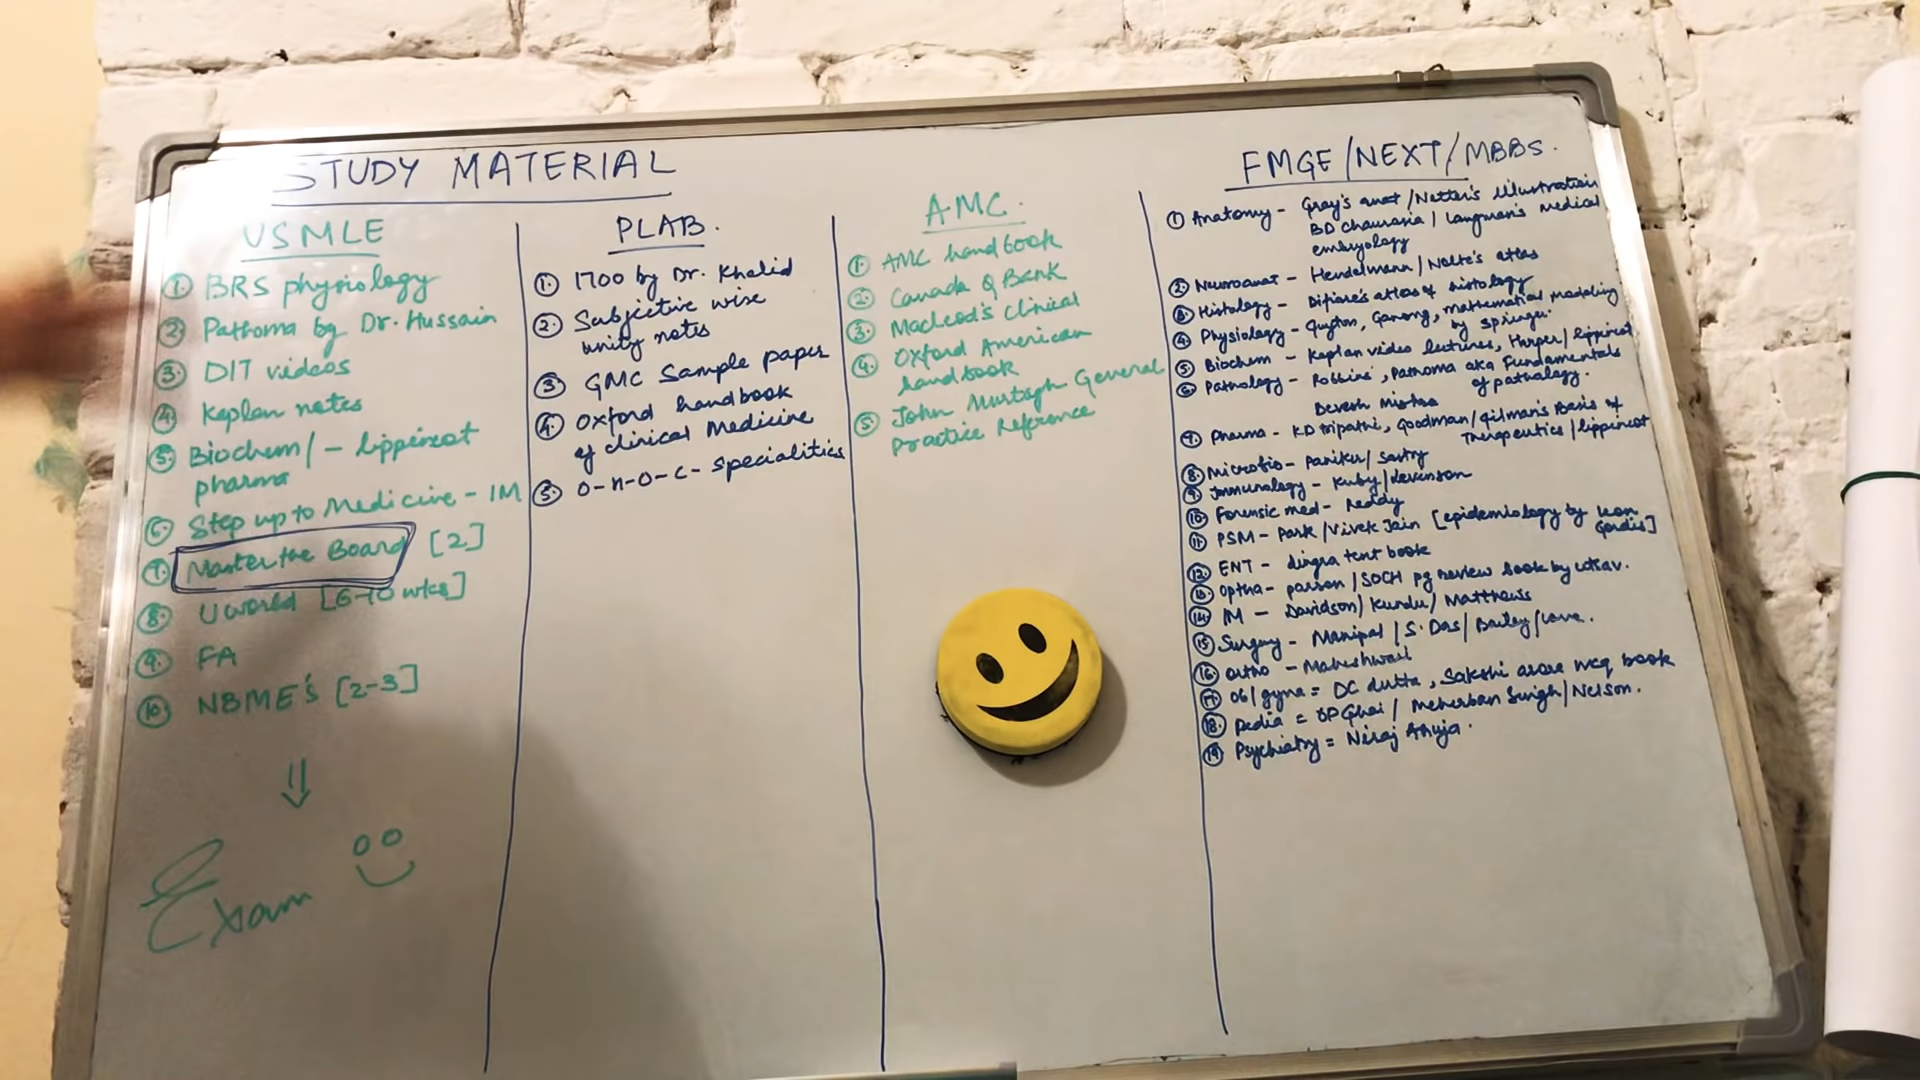 STUDY MATERIAL
USMLE
1. BRS physiology
2. Pathoma by Dr. Hussain
3. DIT videos
4. Kaplan notes
5. Biochem/ - lippincot
pharma
6. Step up to Medicine - IM
7. Master the Board [2]
8. U world [6-10 wks]
9. FA
10. NBME's [2-3]
Exam
PLAB.
1. 1700 by Dr. Khalid
2. Subjective wise
unity notes
3 GMC Sample paper
4. Oxford handbook
of clinical Medicine
5. O-H-O-C- Specialities
AMC.
1. AMC handbook
2. Canada Q Bank
3. Macleod's clinical
4. Oxford American
handbook
5. John Murtagh General
Practice Reference
FMGE/NEXT/MBBS.
1 Anatomy - Gray's anat/Netter's illustration
BD chaurasia/Langman's medical
embryology
2. Neuroanat - Hendelmann/Nolte's atlas
3. Histology - Difiore's atlas of histology
4. Physiology - Guyton, Ganong, mathematical modeling
by springer.
5. Biochem - Kaplan video lectures, Harper/lippincot
6 Pathology - Robbins, Pathoma aka Fundamentals
of pathology.
Devesh Mishra
7. Pharma - KD tripathi, Goodman/Gilman's Basis of
Therapeutics/lippincot
8. Microbio - Paniker/Sastry
9. Immunology - Kuby/Levinson
10. Forensic med - Reddy
11. PSM - Park/Vivek Jain [epidemiology by Leon
Gordis]
12. ENT - dingra text book
13. optha - parson/SOCH pg review book by
14. IM - Davidson/Kundu/Matthews
15 Surgery - Manipal/S.Das/Bailey/Love.
16. ortho - Maheshwari
17. OB/gyna = DC dutta, Sakshi arora mcq book
18. Pedia = OP Ghai/Meherban Singh/Nelson.
19 Psychiatry = Niraj Ahuja.